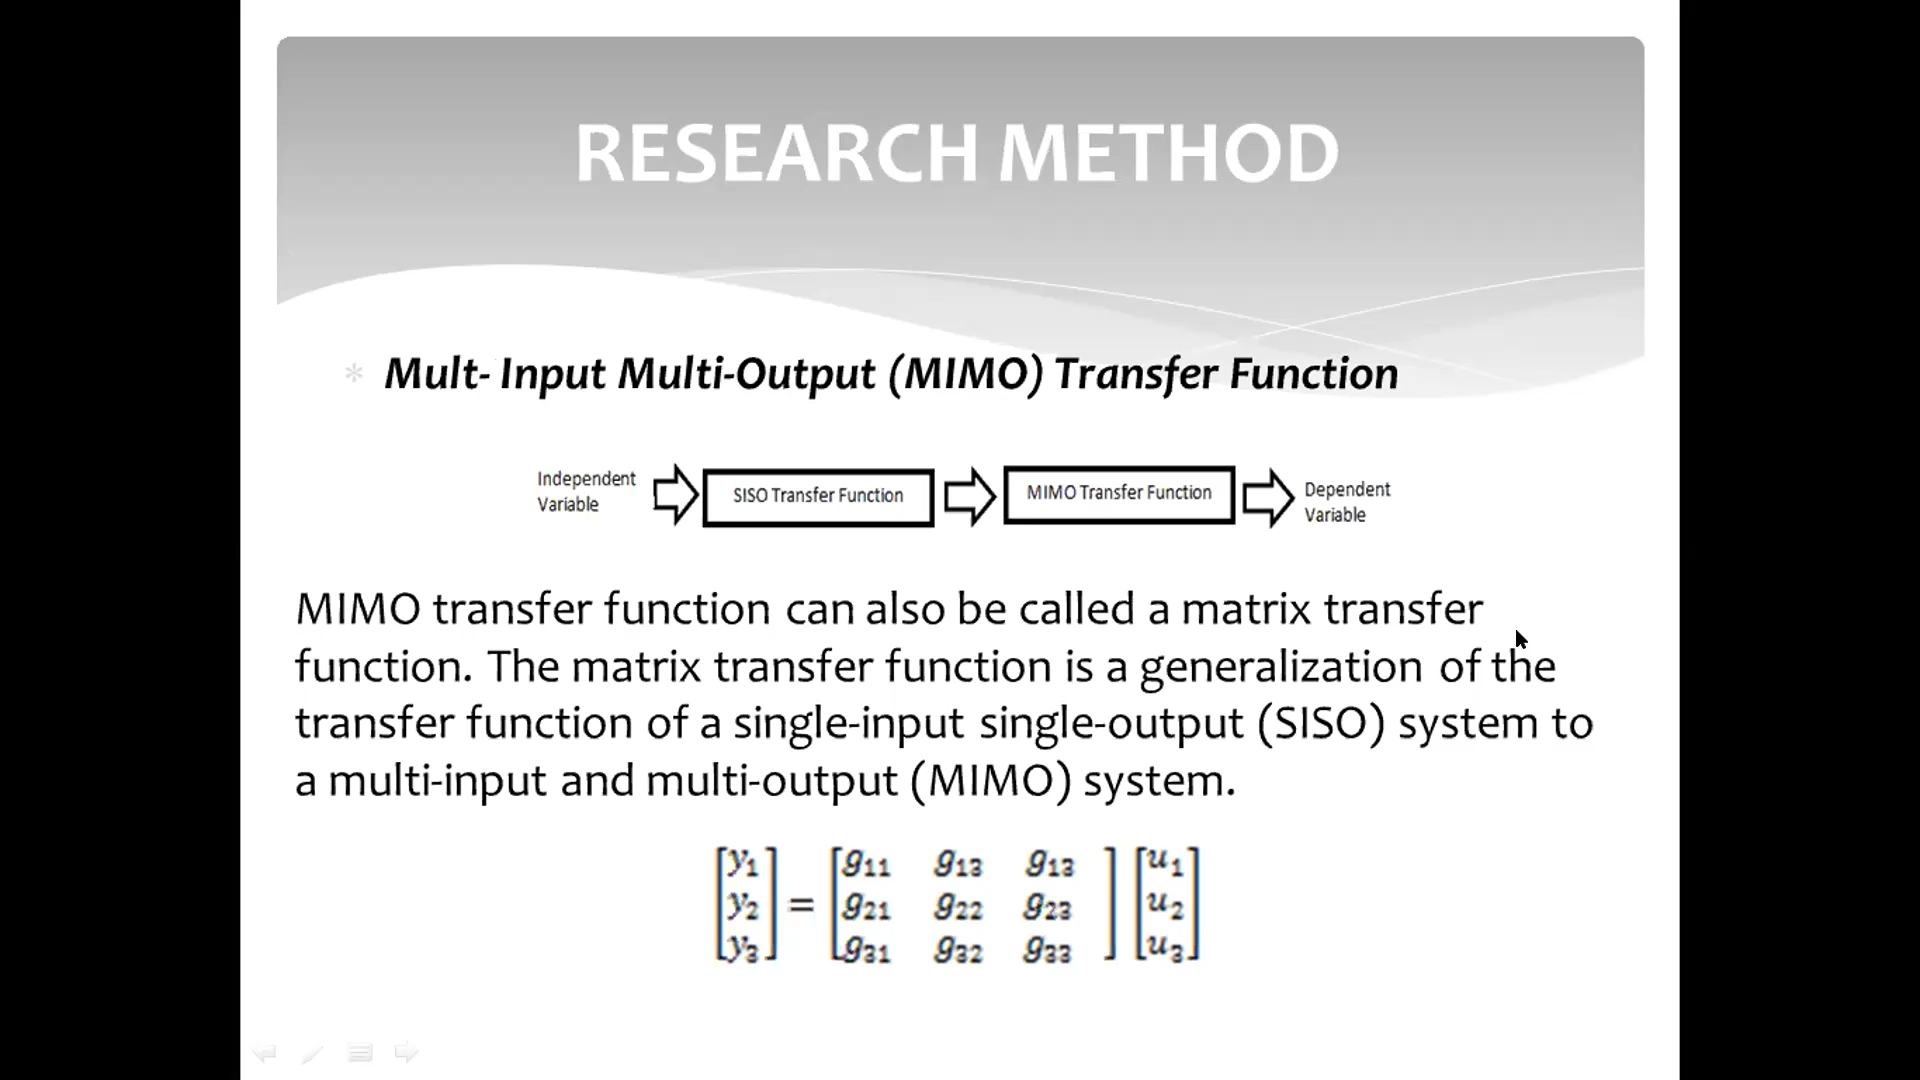 RESEARCH METHOD
* Mult- Input Multi-Output (MIMO) Transfer Function
Independent
Variable
SISO Transfer Function
MIMO Transfer Function
Dependent
Variable
MIMO transfer function can also be called a matrix transfer
function. The matrix transfer function is a generalization of the
transfer function of a single-input single-output (SISO) system to
a multi-input and multi-output (MIMO) system.
[y₁] = [g₁₁ g₁₃ g₁₃] [u₁]
[y₂] [g₂₁ g₂₂ g₂₃] [u₂]
[y₃] [g₃₁ g₃₂ g₃₃] [u₃]